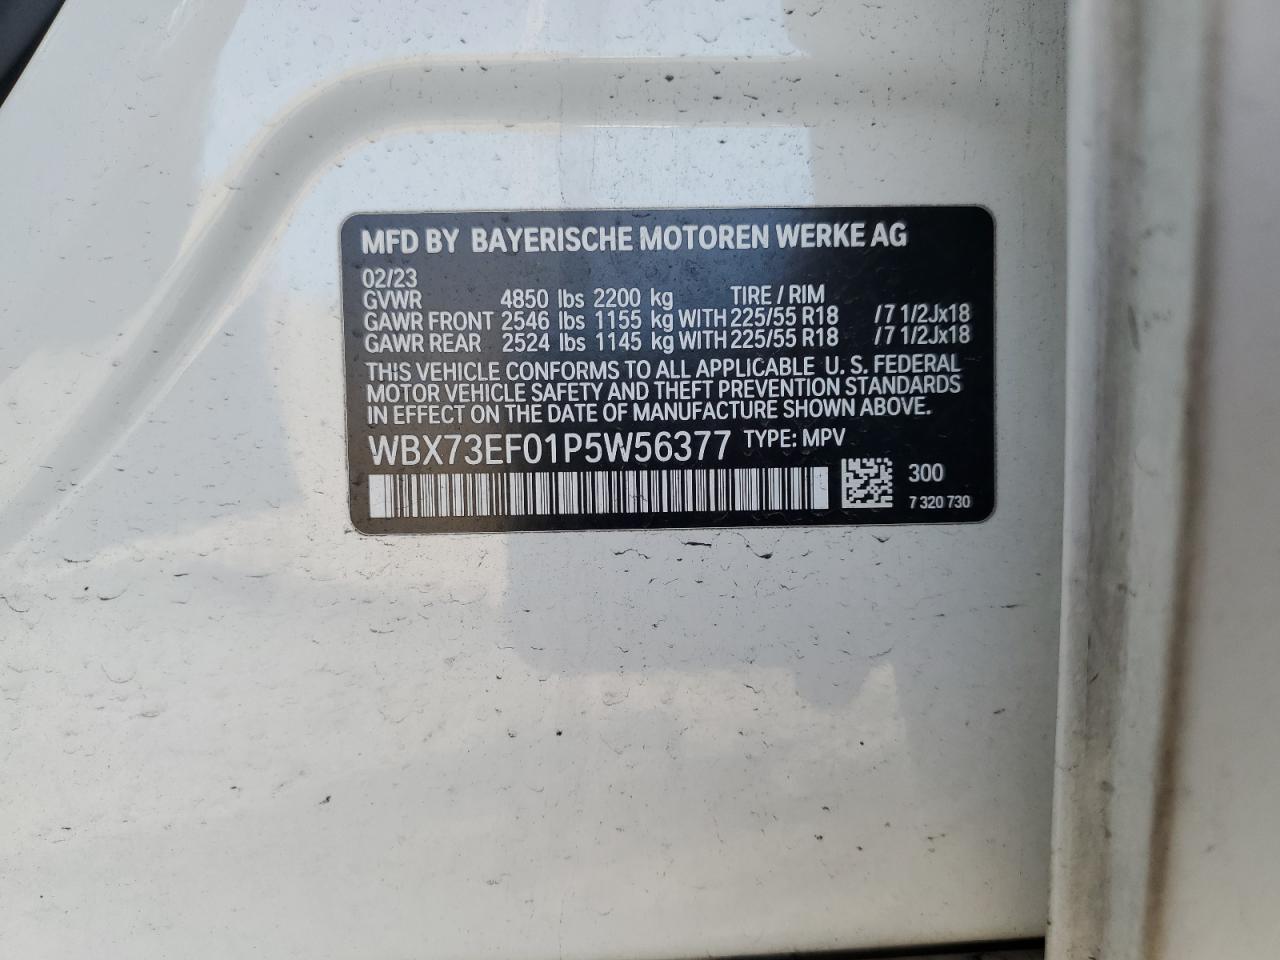 MFD BY BAYERISCHE MOTOREN WERKE AG
02/23
GVWR 4850 lbs 2200 kg TIRE / RIM
GAWR FRONT 2546 lbs 1155 kg WITH 225/55 R18 /7 1/2Jx18
GAWR REAR 2524 lbs 1145 kg WITH 225/55 R18 /7 1/2Jx18
THIS VEHICLE CONFORMS TO ALL APPLICABLE U. S. FEDERAL
MOTOR VEHICLE SAFETY AND THEFT PREVENTION STANDARDS
IN EFFECT ON THE DATE OF MANUFACTURE SHOWN ABOVE.
WBX73EF01P5W56377 TYPE: MPV
300
7 320 730